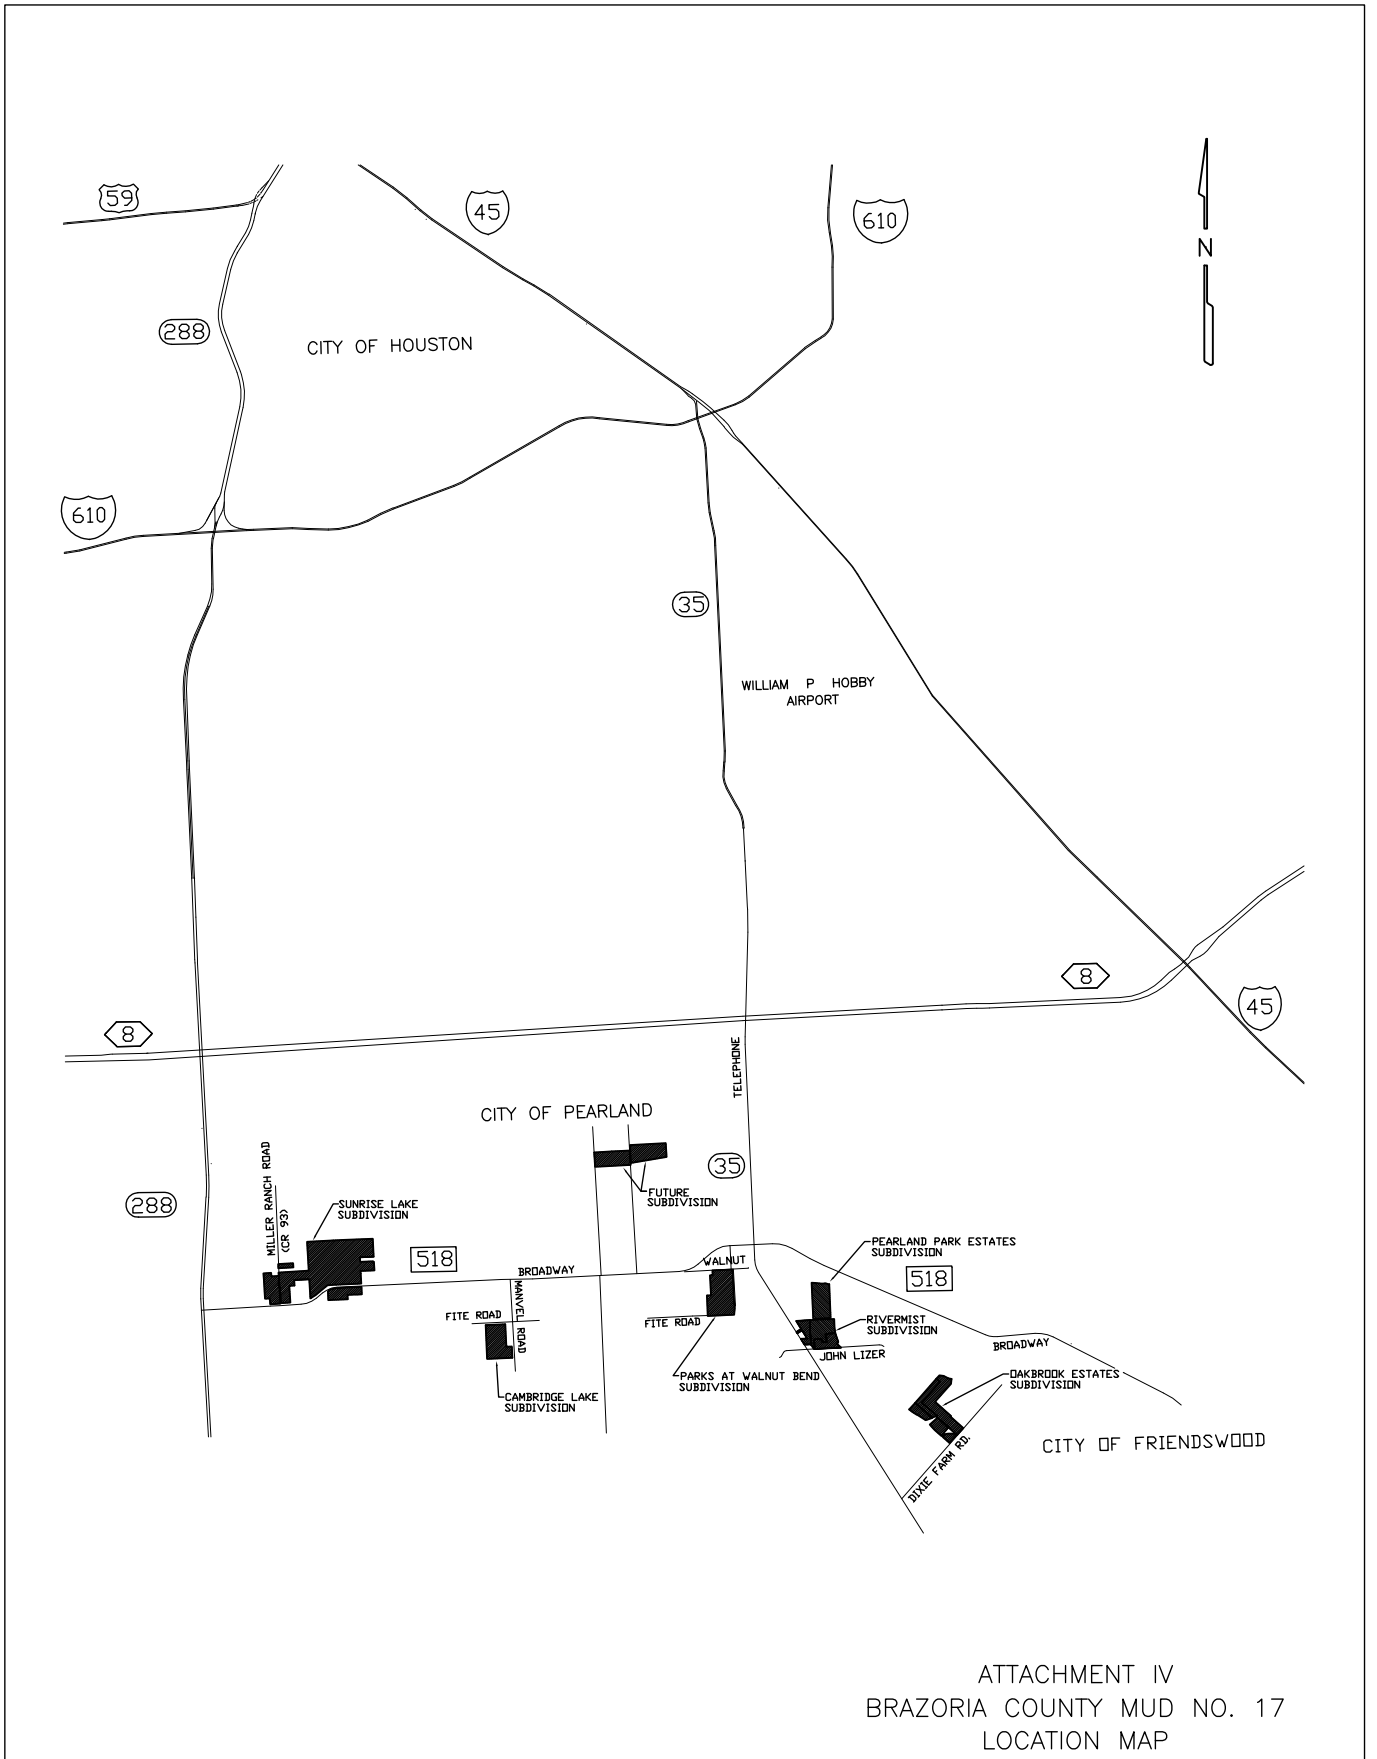 59
45
610
N
288
CITY OF HOUSTON
610
35
WILLIAM P HOBBY
AIRPORT
8
45
8
TELEPHONE
CITY OF PEARLAND
MILLER RANCH ROAD
(CR 93)
288
SUNRISE LAKE
SUBDIVISION
35
FUTURE
SUBDIVISION
518
BROADWAY
WALNUT
PEARLAND PARK ESTATES
SUBDIVISION
518
MANVEL ROAD
FITE ROAD
FITE ROAD
RIVERMIST
SUBDIVISION
BROADWAY
JOHN LIZER
PARKS AT WALNUT BEND
SUBDIVISION
OAKBROOK ESTATES
SUBDIVISION
CAMBRIDGE LAKE
SUBDIVISION
DIXIE FARM RD.
CITY OF FRIENDSWOOD
ATTACHMENT IV
BRAZORIA COUNTY MUD NO. 17
LOCATION MAP